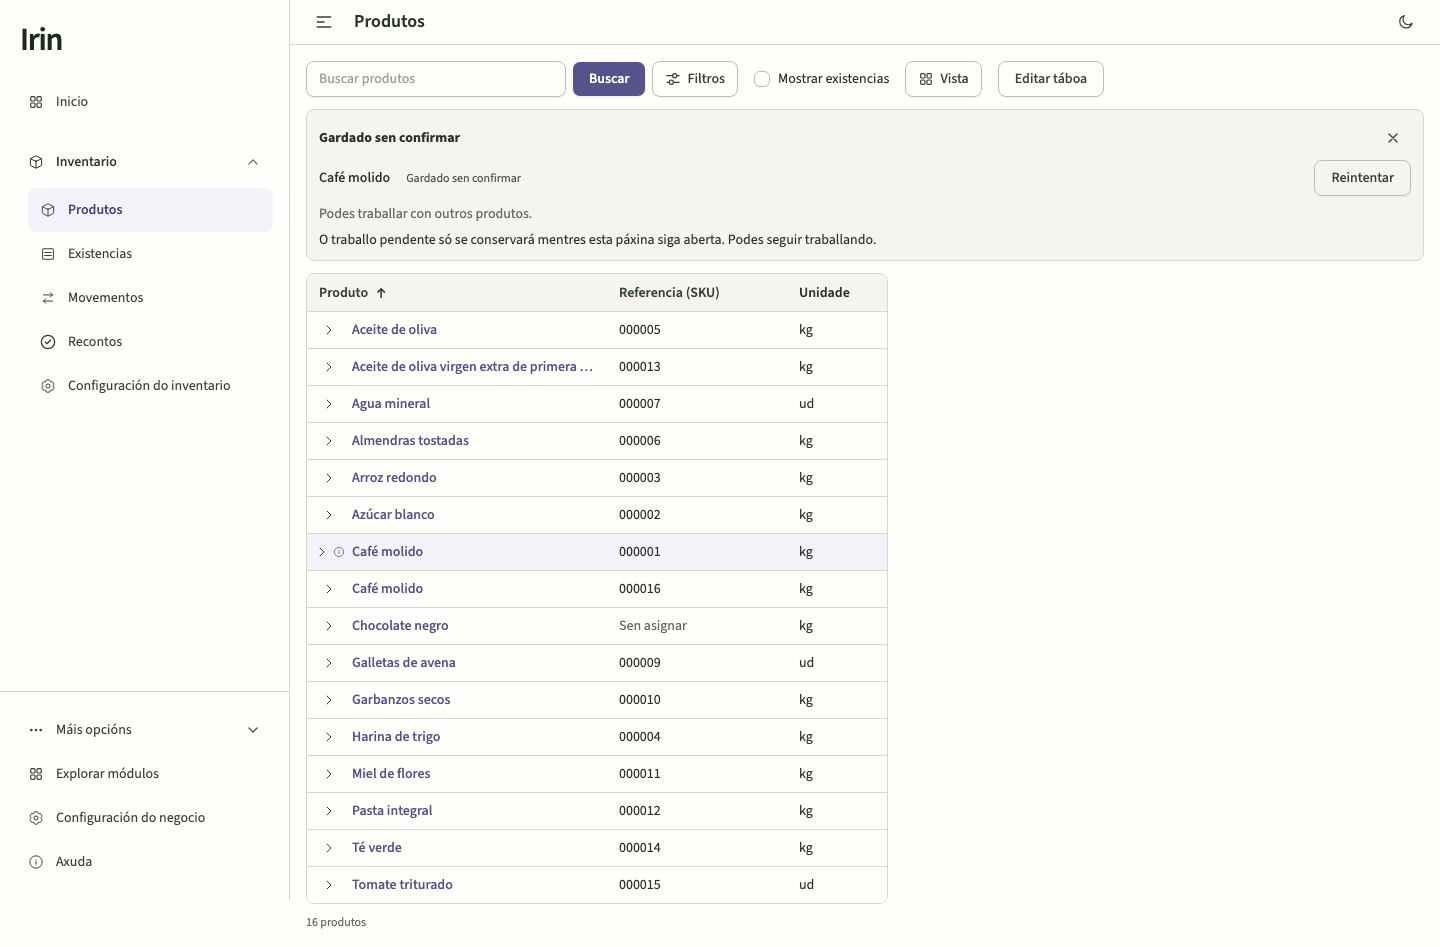 Irin
Inicio
Inventario
Produtos
Existencias
Movementos
Recontos
Configuración do inventario
Máis opcións
Explorar módulos
Configuración do negocio
Axuda
Produtos
Buscar produtos
Buscar
Filtros
Mostrar existencias
Vista
Editar táboa
Gardado sen confirmar
Café molido Gardado sen confirmar
Reintentar
Podes traballar con outros produtos.
O traballo pendente só se conservará mentres esta páxina siga aberta. Podes seguir traballando.
Produto Referencia (SKU) Unidade
Aceite de oliva 000005 kg
Aceite de oliva virgen extra de primera … 000013 kg
Agua mineral 000007 ud
Almendras tostadas 000006 kg
Arroz redondo 000003 kg
Azúcar blanco 000002 kg
Café molido 000001 kg
Café molido 000016 kg
Chocolate negro Sen asignar kg
Galletas de avena 000009 ud
Garbanzos secos 000010 kg
Harina de trigo 000004 kg
Miel de flores 000011 kg
Pasta integral 000012 kg
Té verde 000014 kg
Tomate triturado 000015 ud
16 produtos